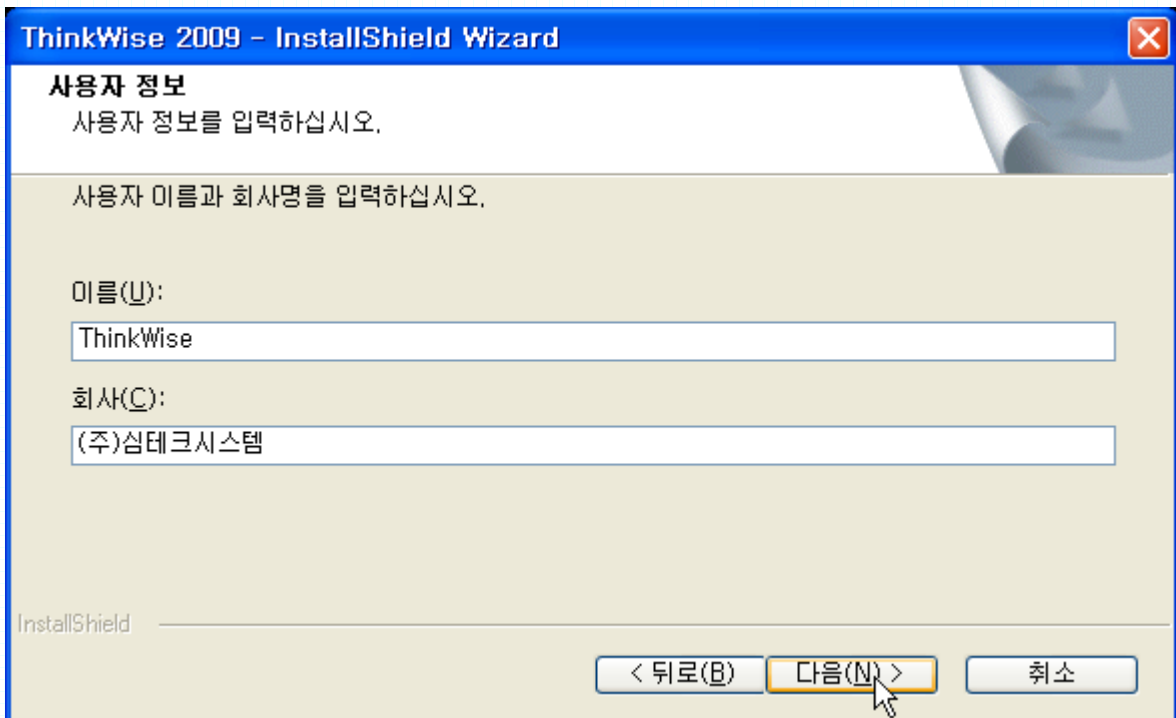 ThinkWise 2009 - InstallShield Wizard
사용자 정보
사용자 정보를 입력하십시오.
사용자 이름과 회사명을 입력하십시오.
이름(U):
ThinkWise
회사(C):
(주)심테크시스템
InstallShield
< 뒤로(B) 다음(N) > 취소